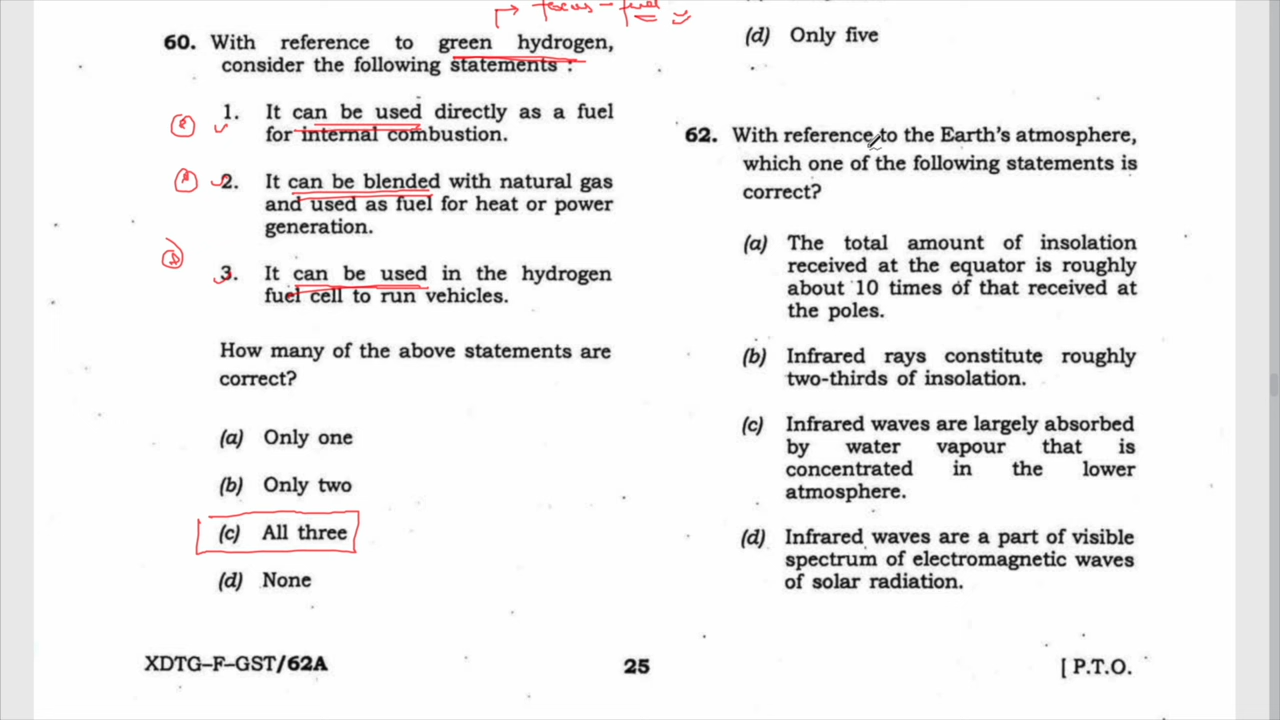 → focus - fuel
60. With reference to green hydrogen,
consider the following statements :
1. It can be used directly as a fuel
for internal combustion.
2. It can be blended with natural gas
and used as fuel for heat or power
generation.
3. It can be used in the hydrogen
fuel cell to run vehicles.
How many of the above statements are
correct?
(a) Only one
(b) Only two
(c) All three
(d) None
XDTG–F–GST/62A
25
(d) Only five
62. With reference to the Earth's atmosphere,
which one of the following statements is
correct?
(a) The total amount of insolation
received at the equator is roughly
about 10 times of that received at
the poles.
(b) Infrared rays constitute roughly
two-thirds of insolation.
(c) Infrared waves are largely absorbed
by water vapour that is
concentrated in the lower
atmosphere.
(d) Infrared waves are a part of visible
spectrum of electromagnetic waves
of solar radiation.
[ P.T.O.